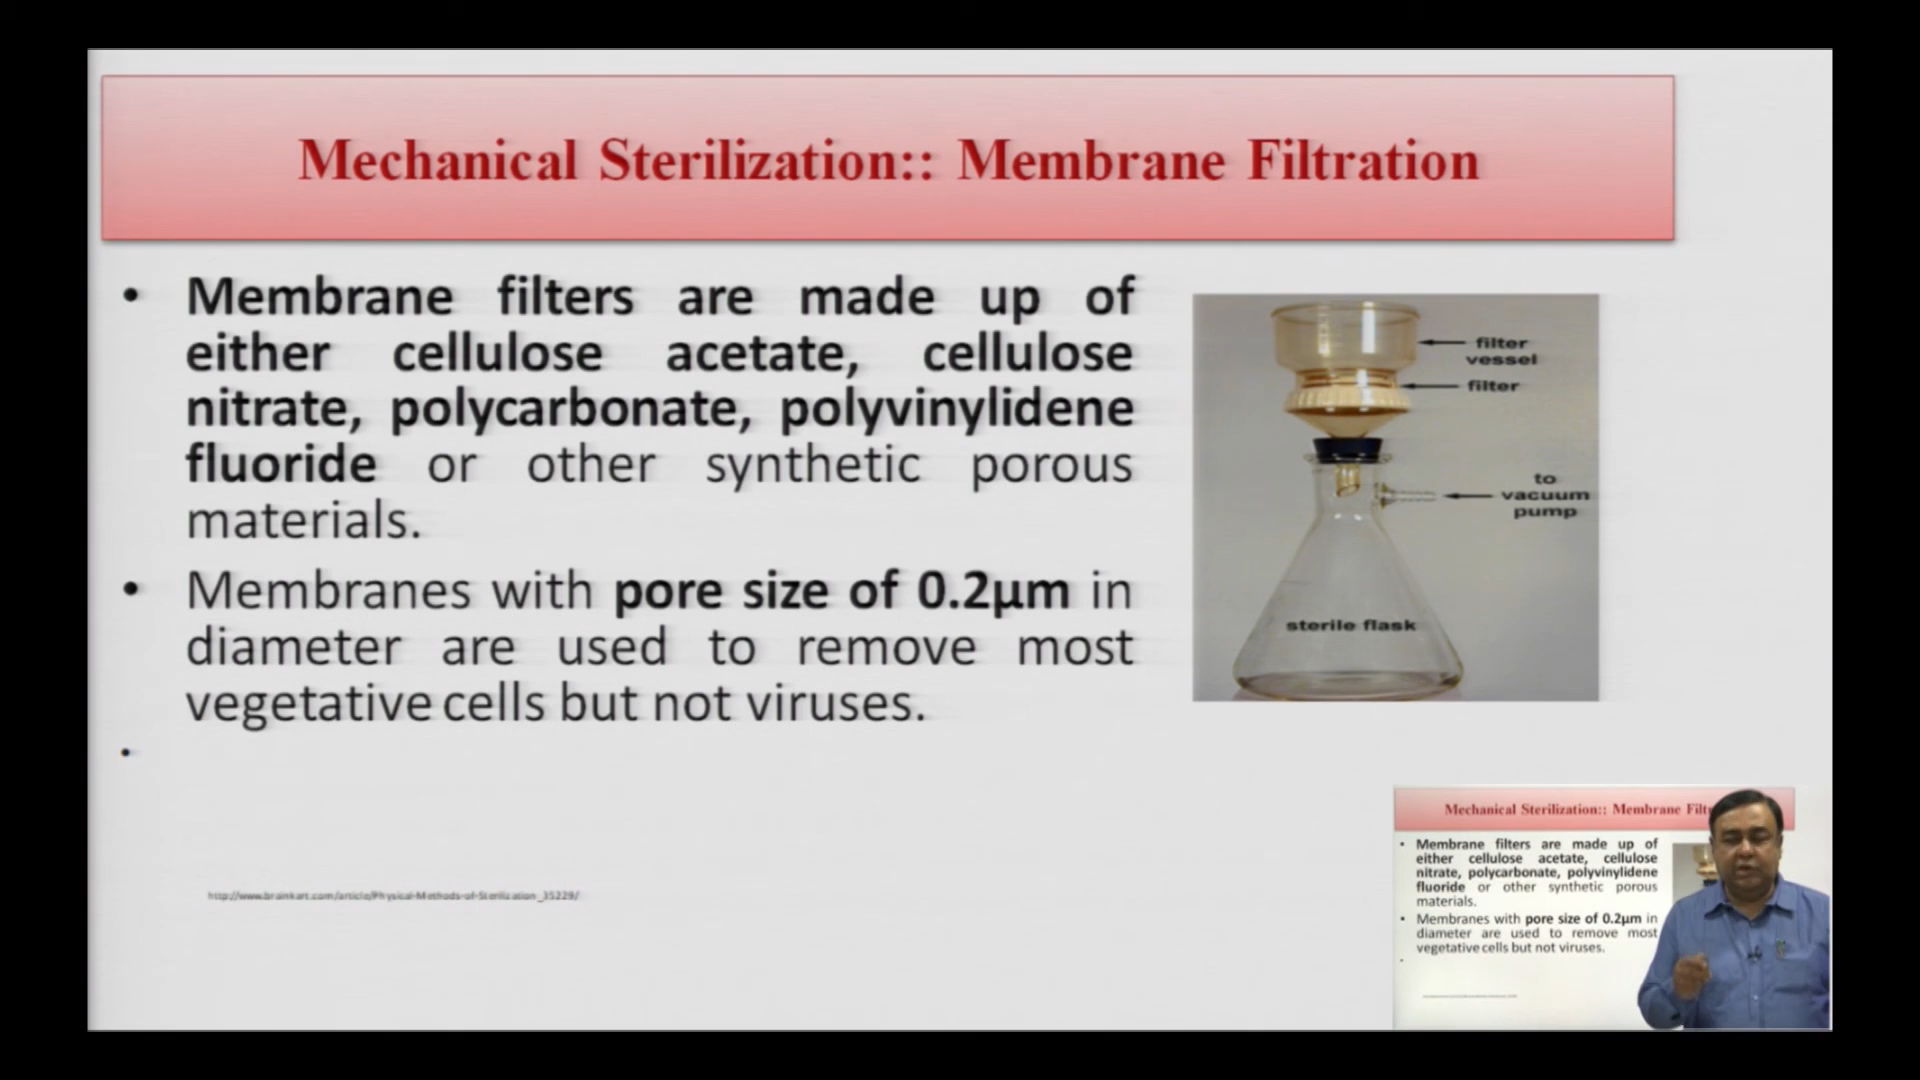 Mechanical Sterilization:: Membrane Filtration
• Membrane filters are made up of
either cellulose acetate, cellulose
nitrate, polycarbonate, polyvinylidene
fluoride or other synthetic porous
materials.
• Membranes with pore size of 0.2µm in
diameter are used to remove most
vegetative cells but not viruses.
•
filter
vessel
filter
to
vacuum
pump
sterile flask
http://www.brainkart.com/article/Physical-Methods-of-Sterilization_35229/
Mechanical Sterilization:: Membrane Filt
• Membrane filters are made up of
either cellulose acetate, cellulose
nitrate, polycarbonate, polyvinylidene
fluoride or other synthetic porous
materials.
• Membranes with pore size of 0.2µm in
diameter are used to remove most
vegetative cells but not viruses.
•